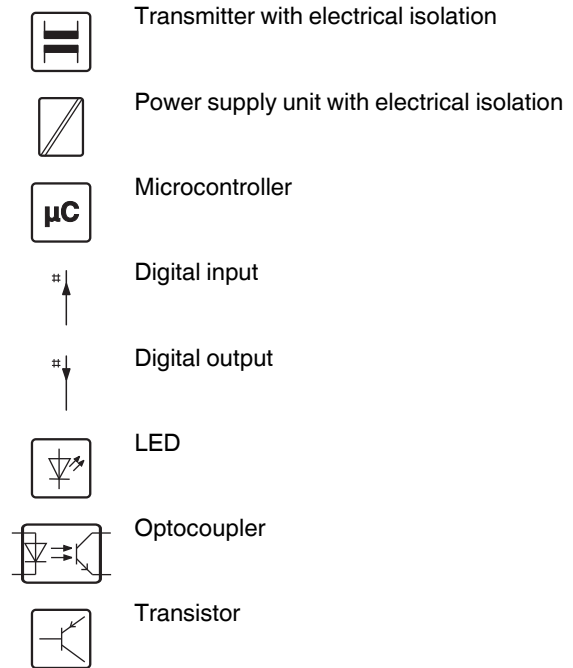 Transmitter with electrical isolation
Power supply unit with electrical isolation
µC Microcontroller
# Digital input
# Digital output
LED
Optocoupler
Transistor